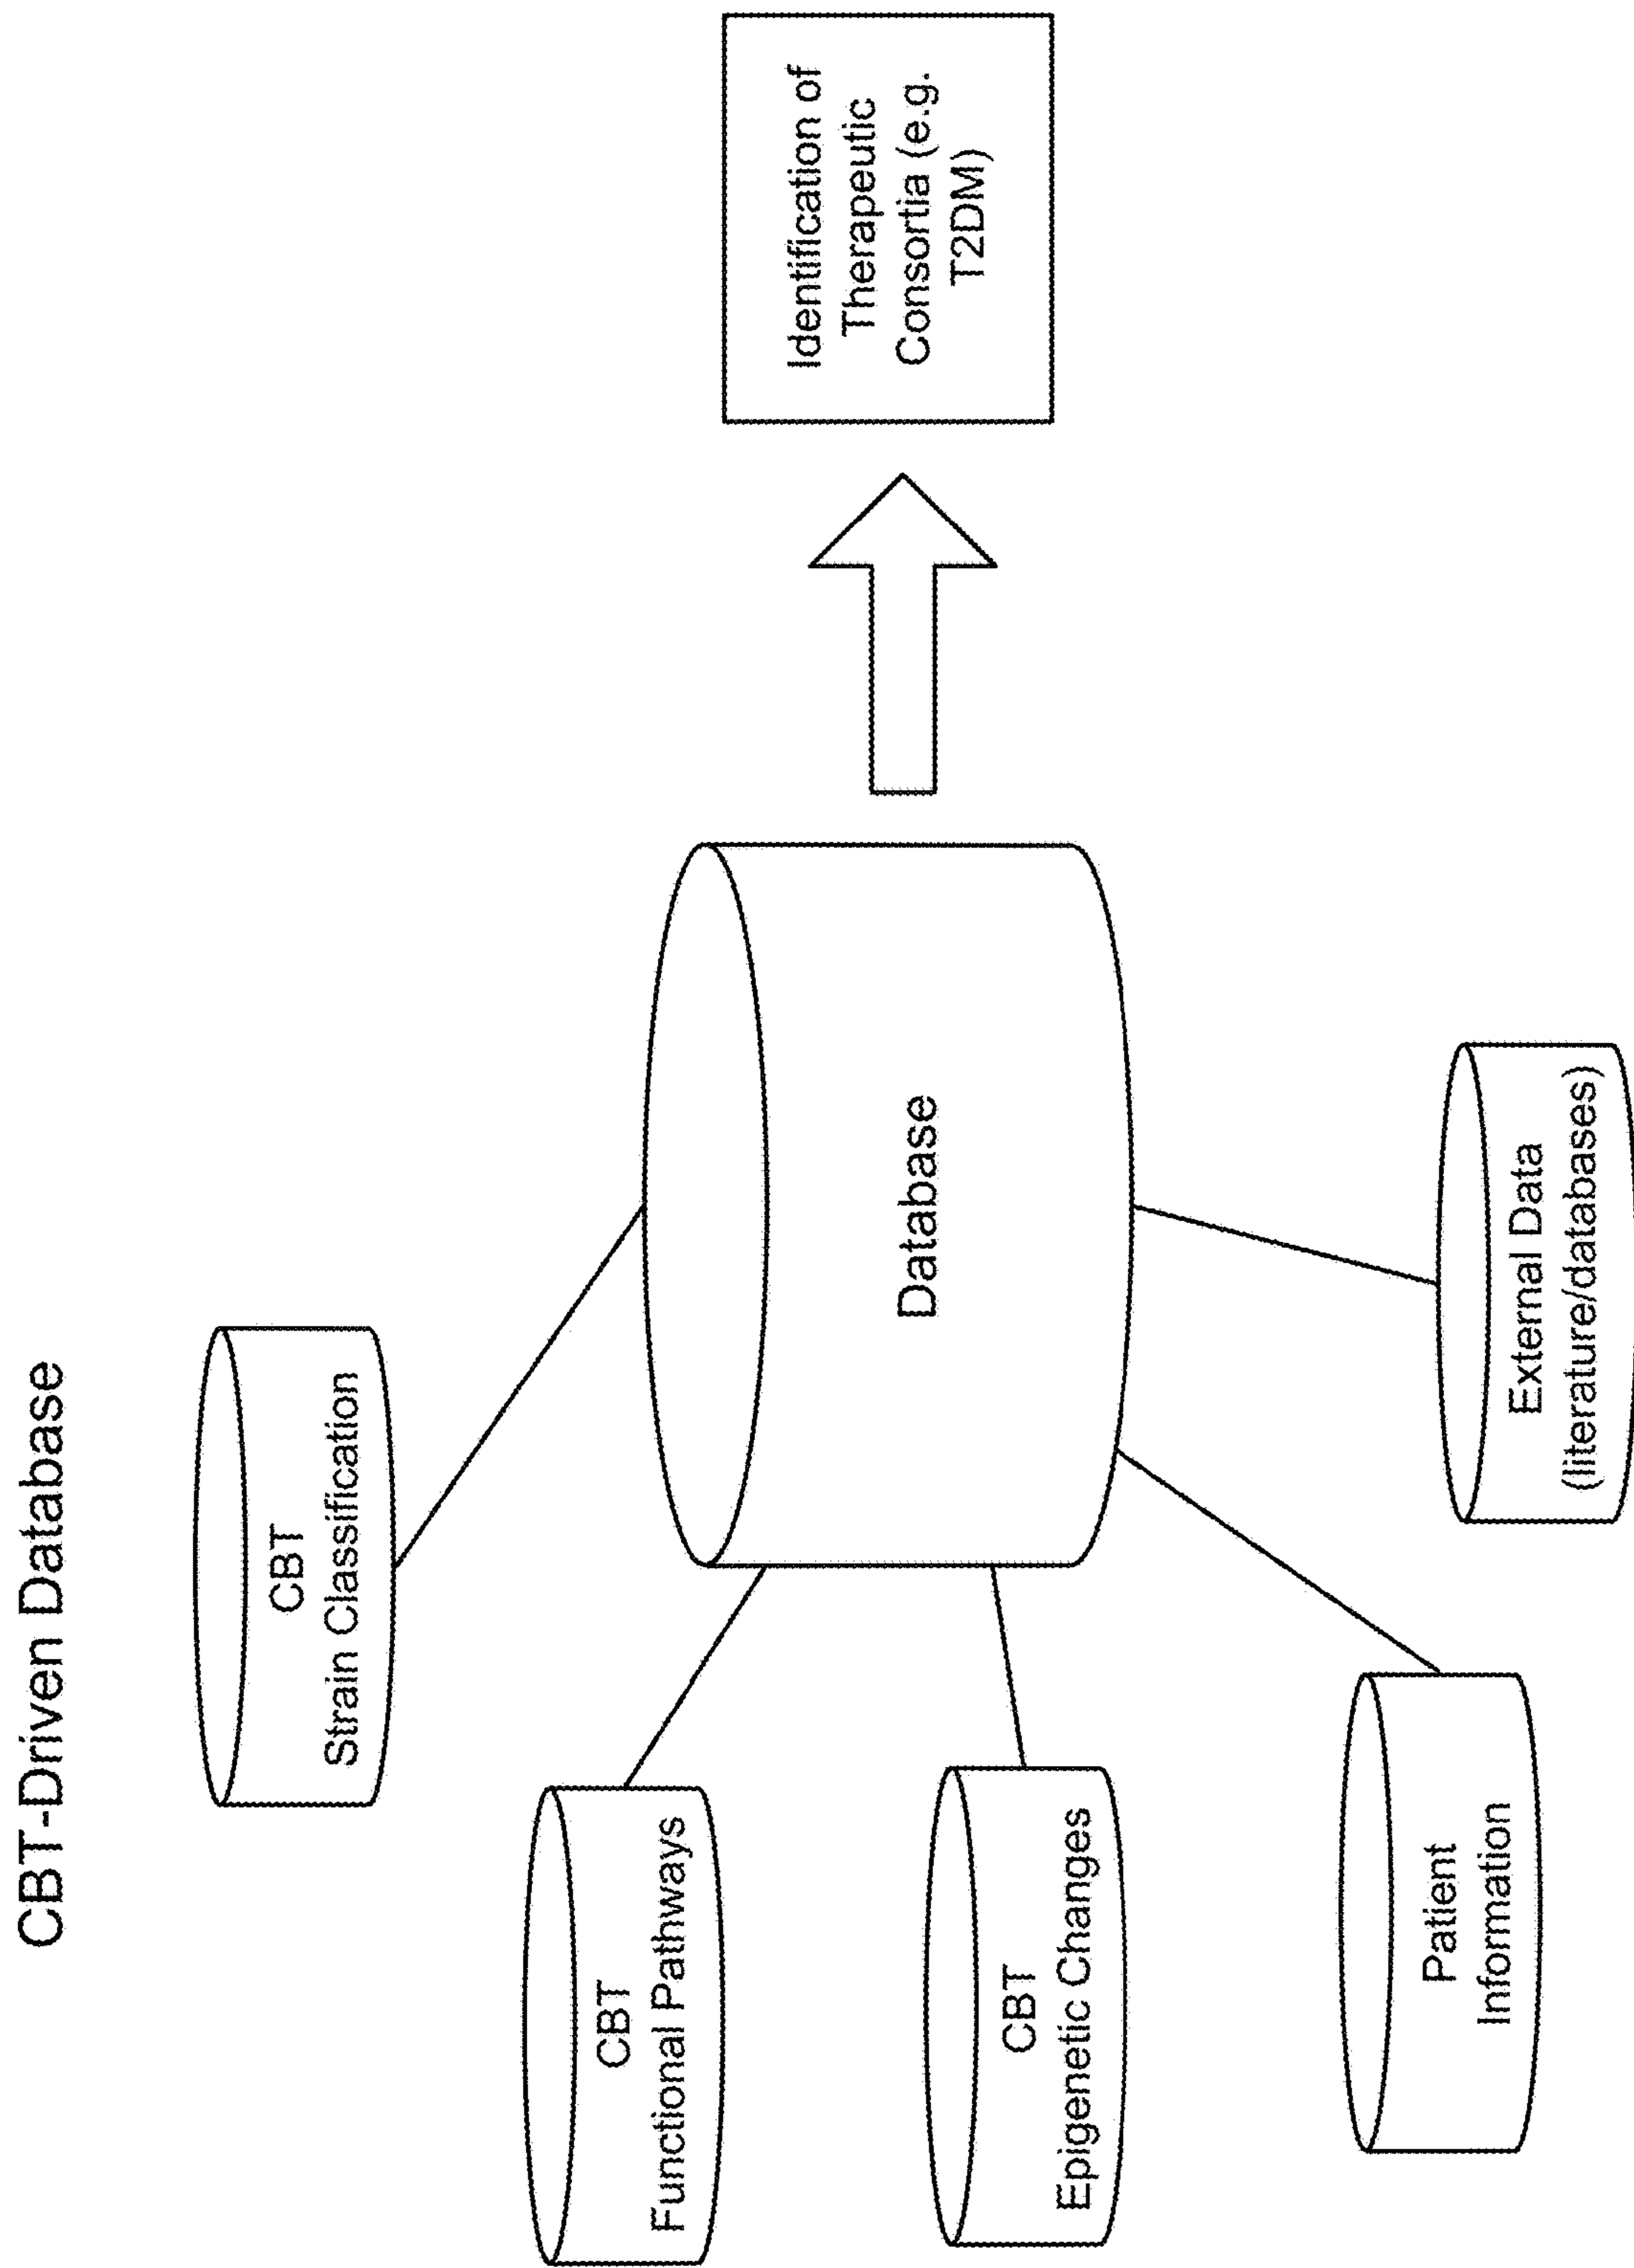 CBT-Driven Database
CBT
Strain Classification
CBT
Functional Pathways
CBT
Epigenetic Changes
Patient
Information
External Data
(literature/databases)
Database
Identification of
Therapeutic
Consortia (e.g.
T2DM)